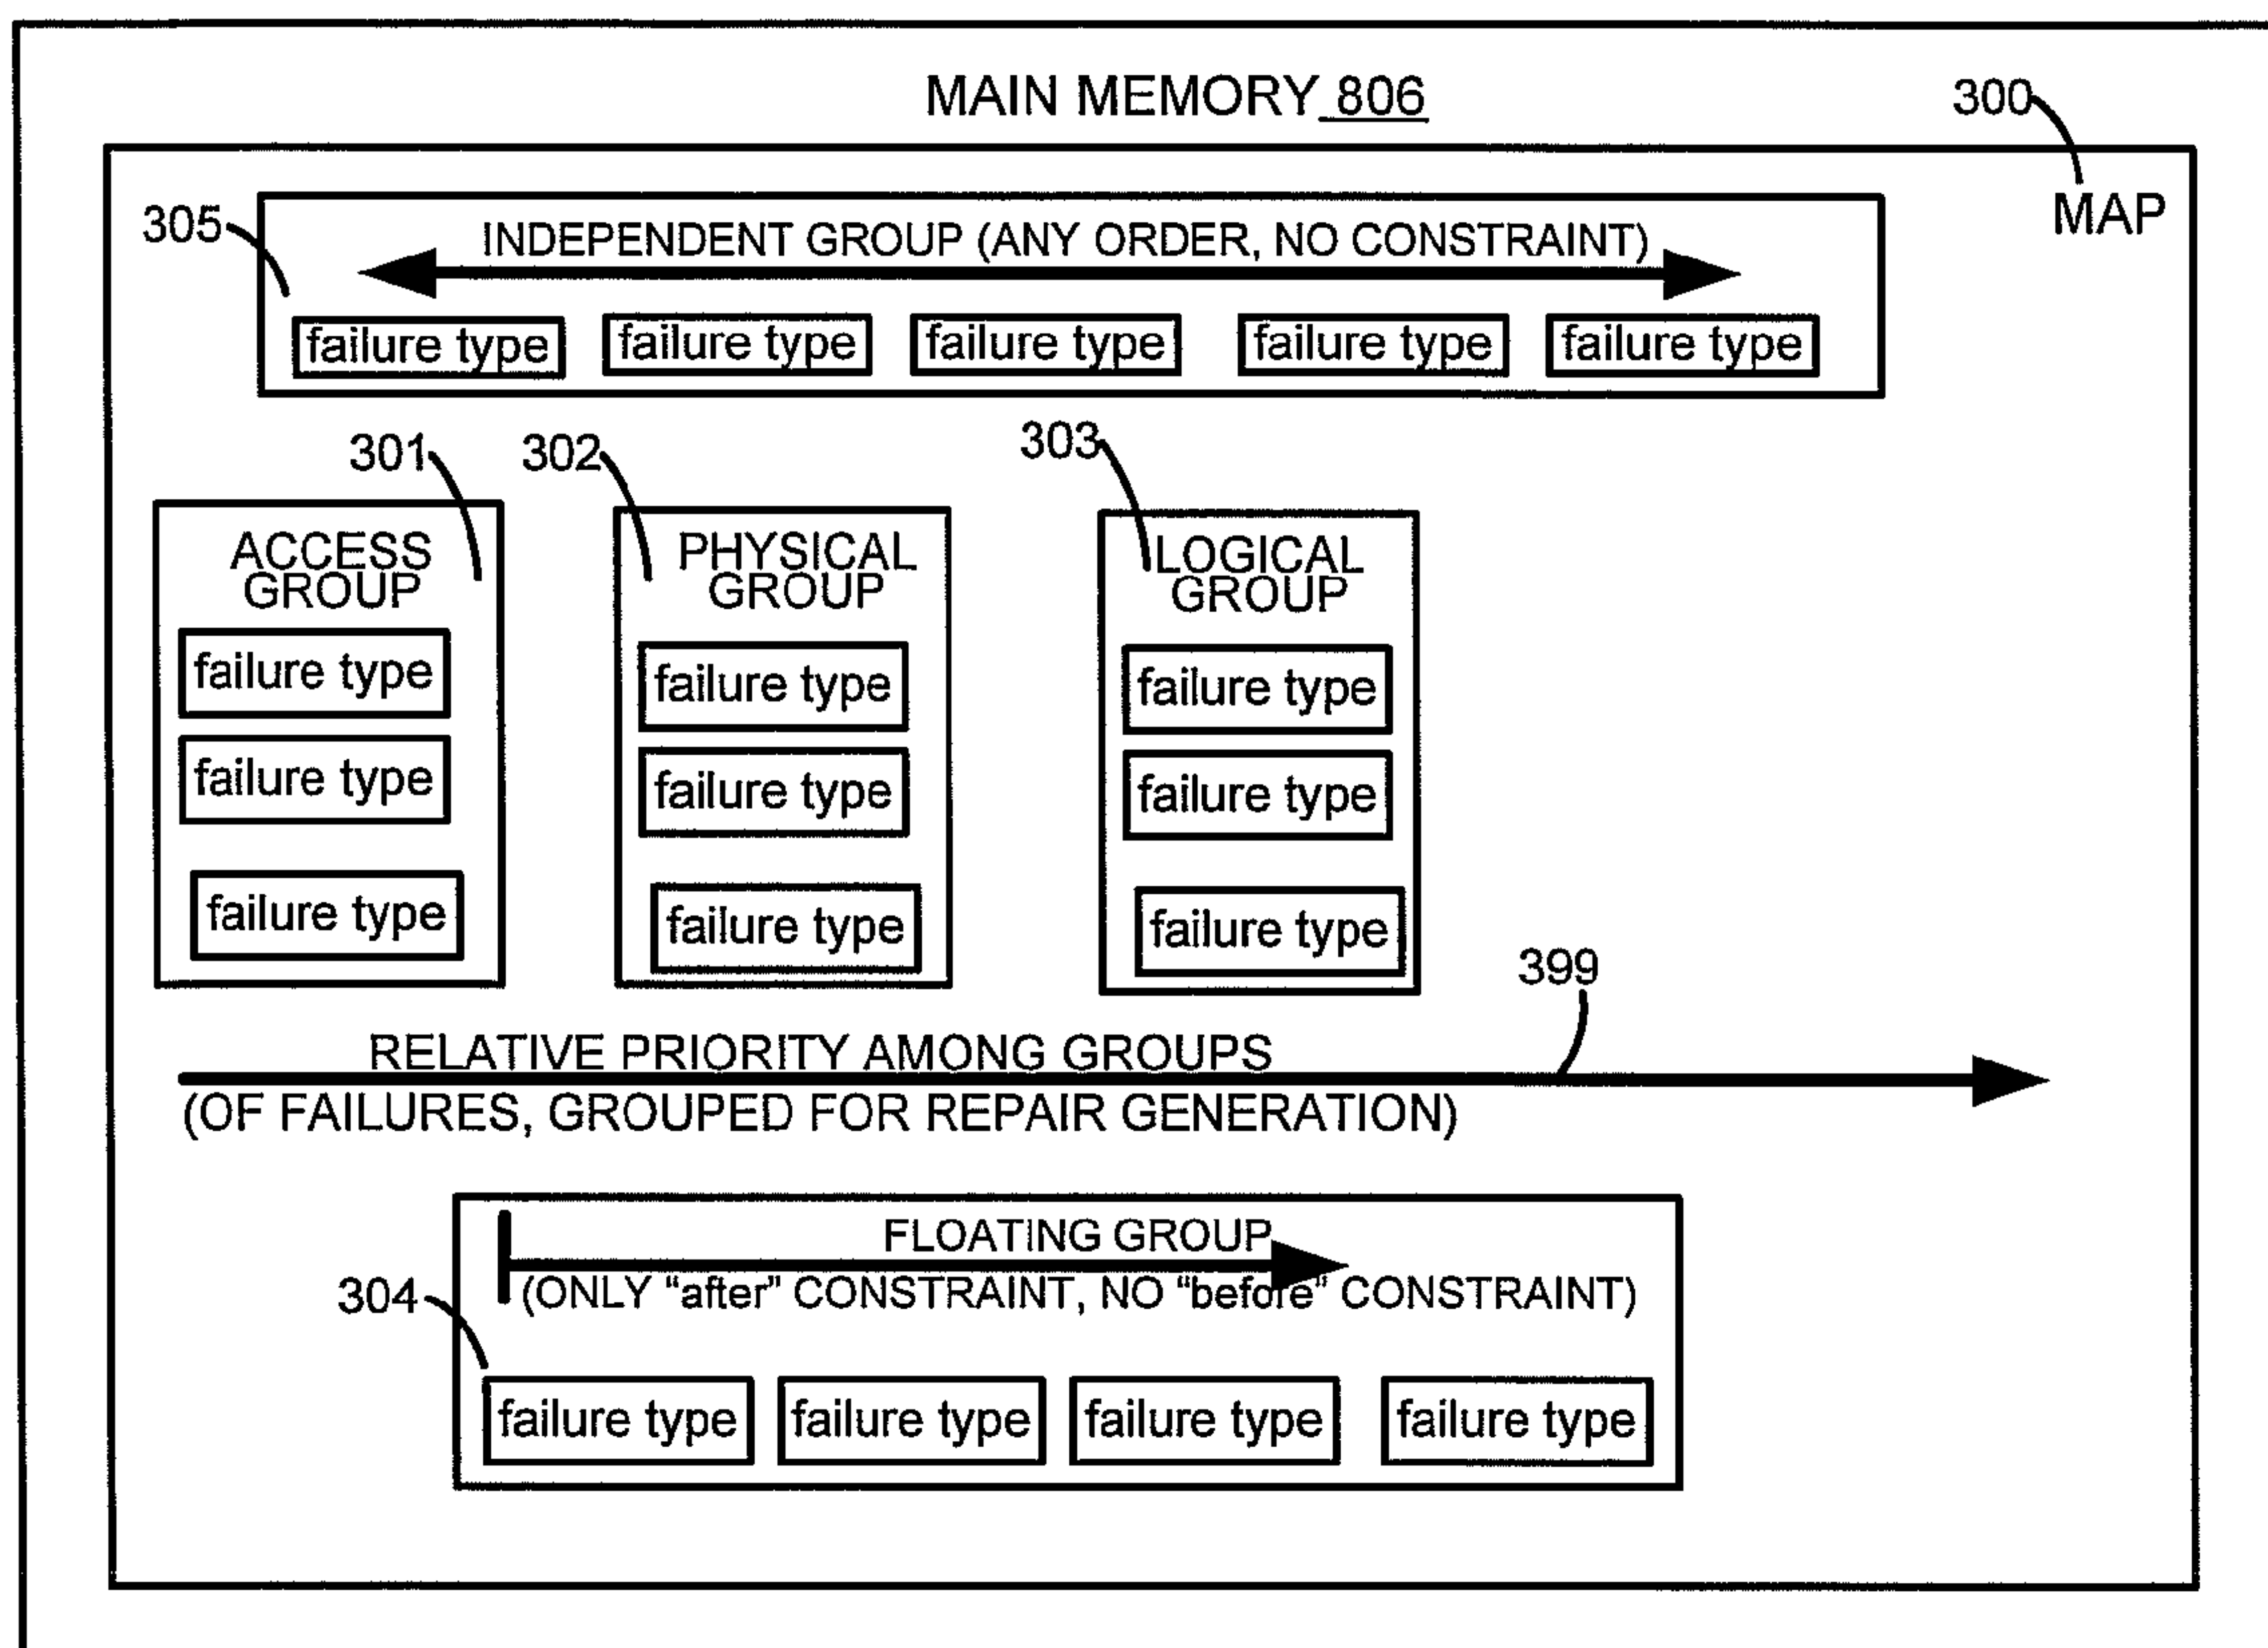 MAIN MEMORY 806
300
MAP
305
INDEPENDENT GROUP (ANY ORDER, NO CONSTRAINT)
failure type failure type failure type failure type failure type
301 302 303
ACCESS GROUP
failure type
failure type
failure type
PHYSICAL GROUP
failure type
failure type
failure type
LOGICAL GROUP
failure type
failure type
failure type
399
RELATIVE PRIORITY AMONG GROUPS
(OF FAILURES, GROUPED FOR REPAIR GENERATION)
FLOATING GROUP
304
(ONLY “after” CONSTRAINT, NO “before” CONSTRAINT)
failure type failure type failure type failure type